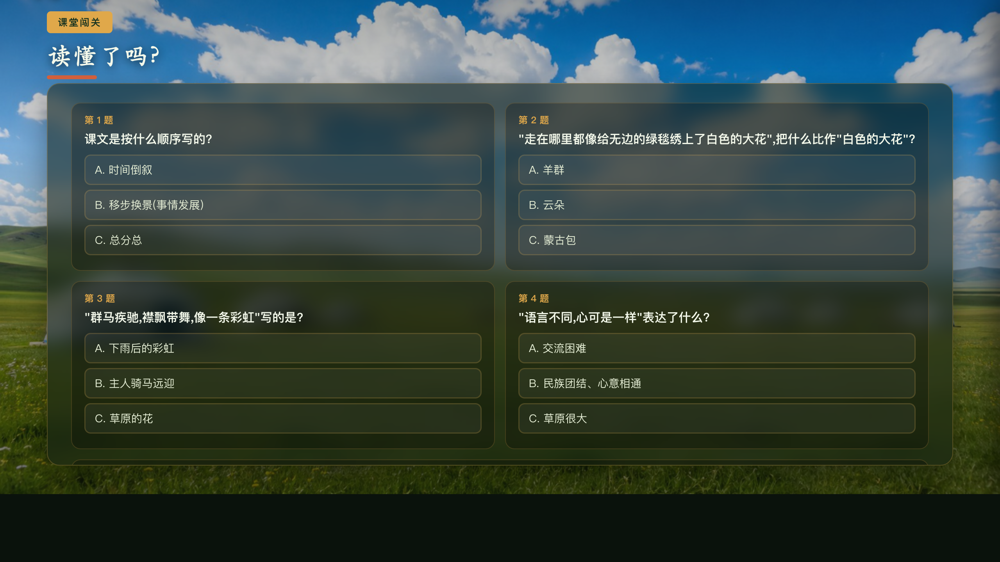 课堂闯关
读懂了吗?
第 1 题
课文是按什么顺序写的?
A. 时间倒叙
B. 移步换景(事情发展)
C. 总分总
第 2 题
"走在哪里都像给无边的绿毯绣上了白色的大花",把什么比作"白色的大花"?
A. 羊群
B. 云朵
C. 蒙古包
第 3 题
"群马疾驰,襟飘带舞,像一条彩虹"写的是?
A. 下雨后的彩虹
B. 主人骑马远迎
C. 草原的花
第 4 题
"语言不同,心可是一样"表达了什么?
A. 交流困难
B. 民族团结、心意相通
C. 草原很大